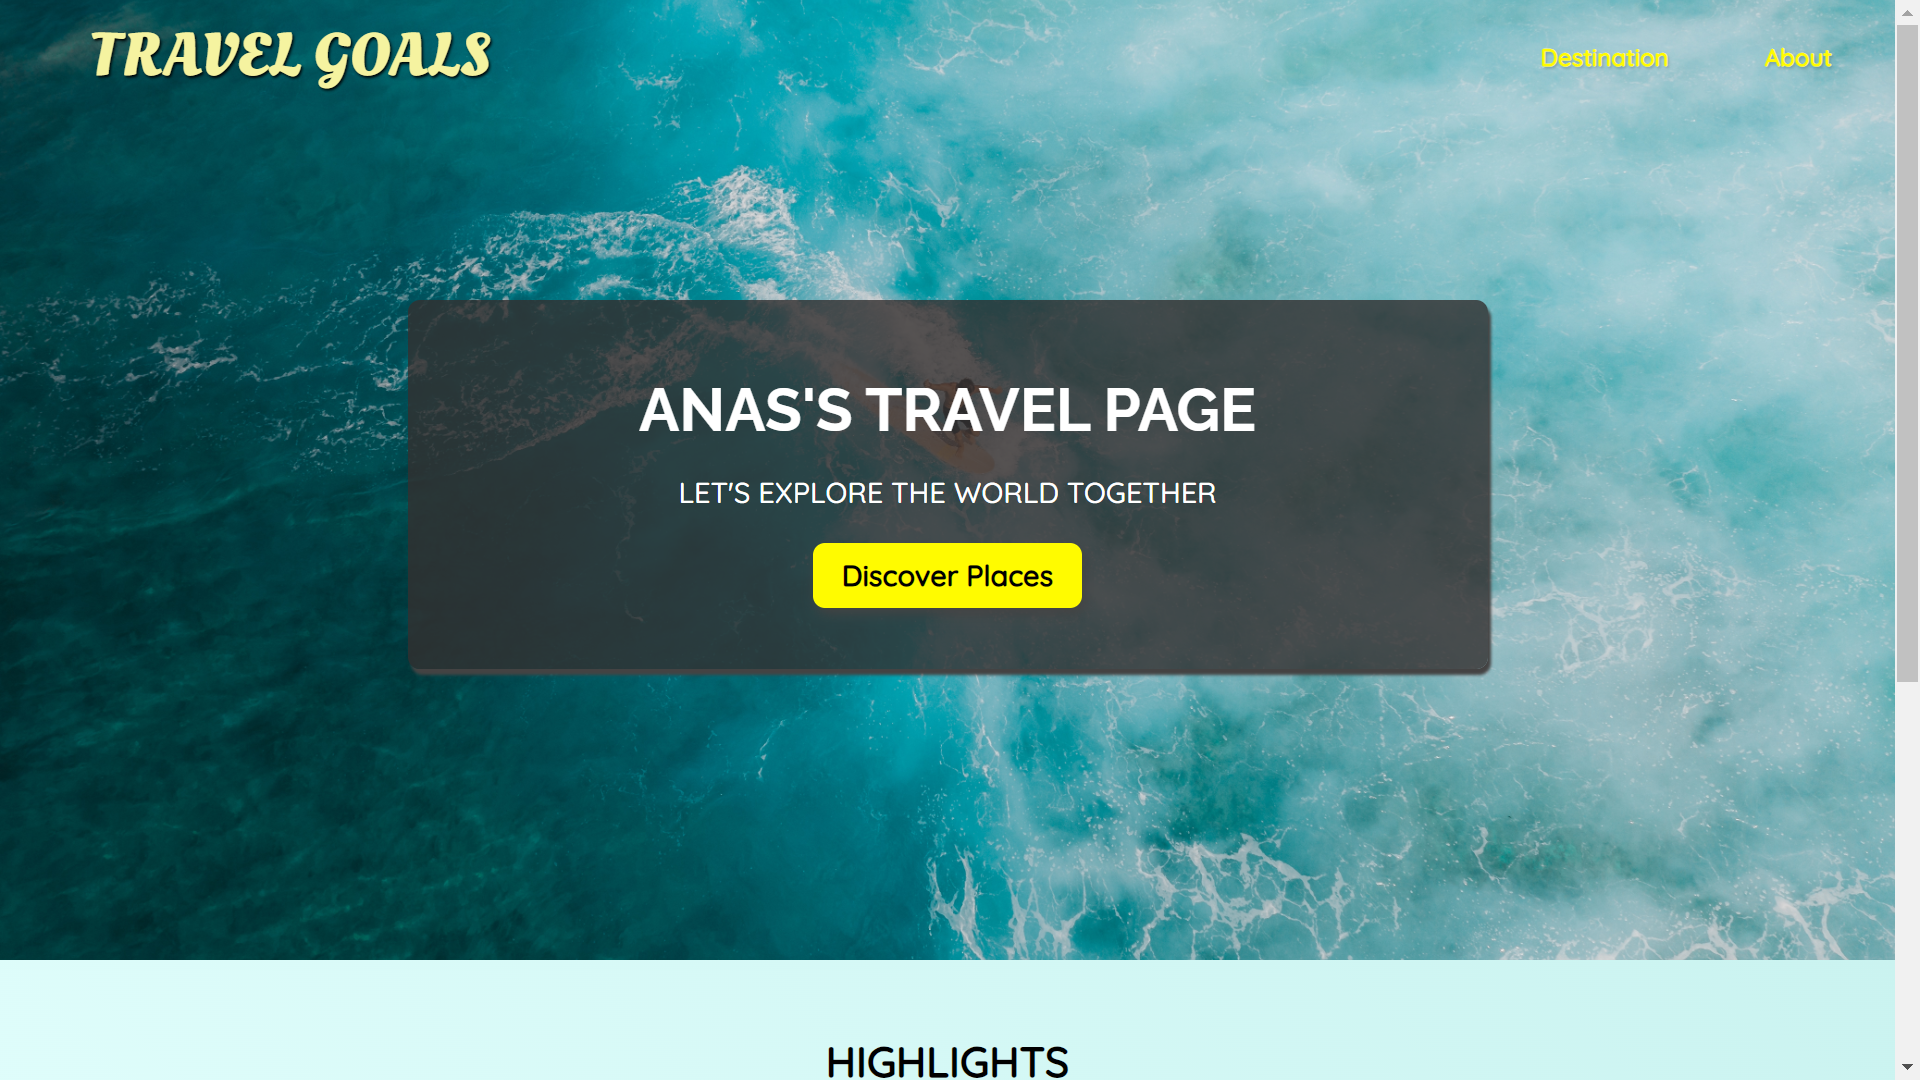 TRAVEL GOALS
Destination
About
ANAS'S TRAVEL PAGE
LET'S EXPLORE THE WORLD TOGETHER
Discover Places
HIGHLIGHTS